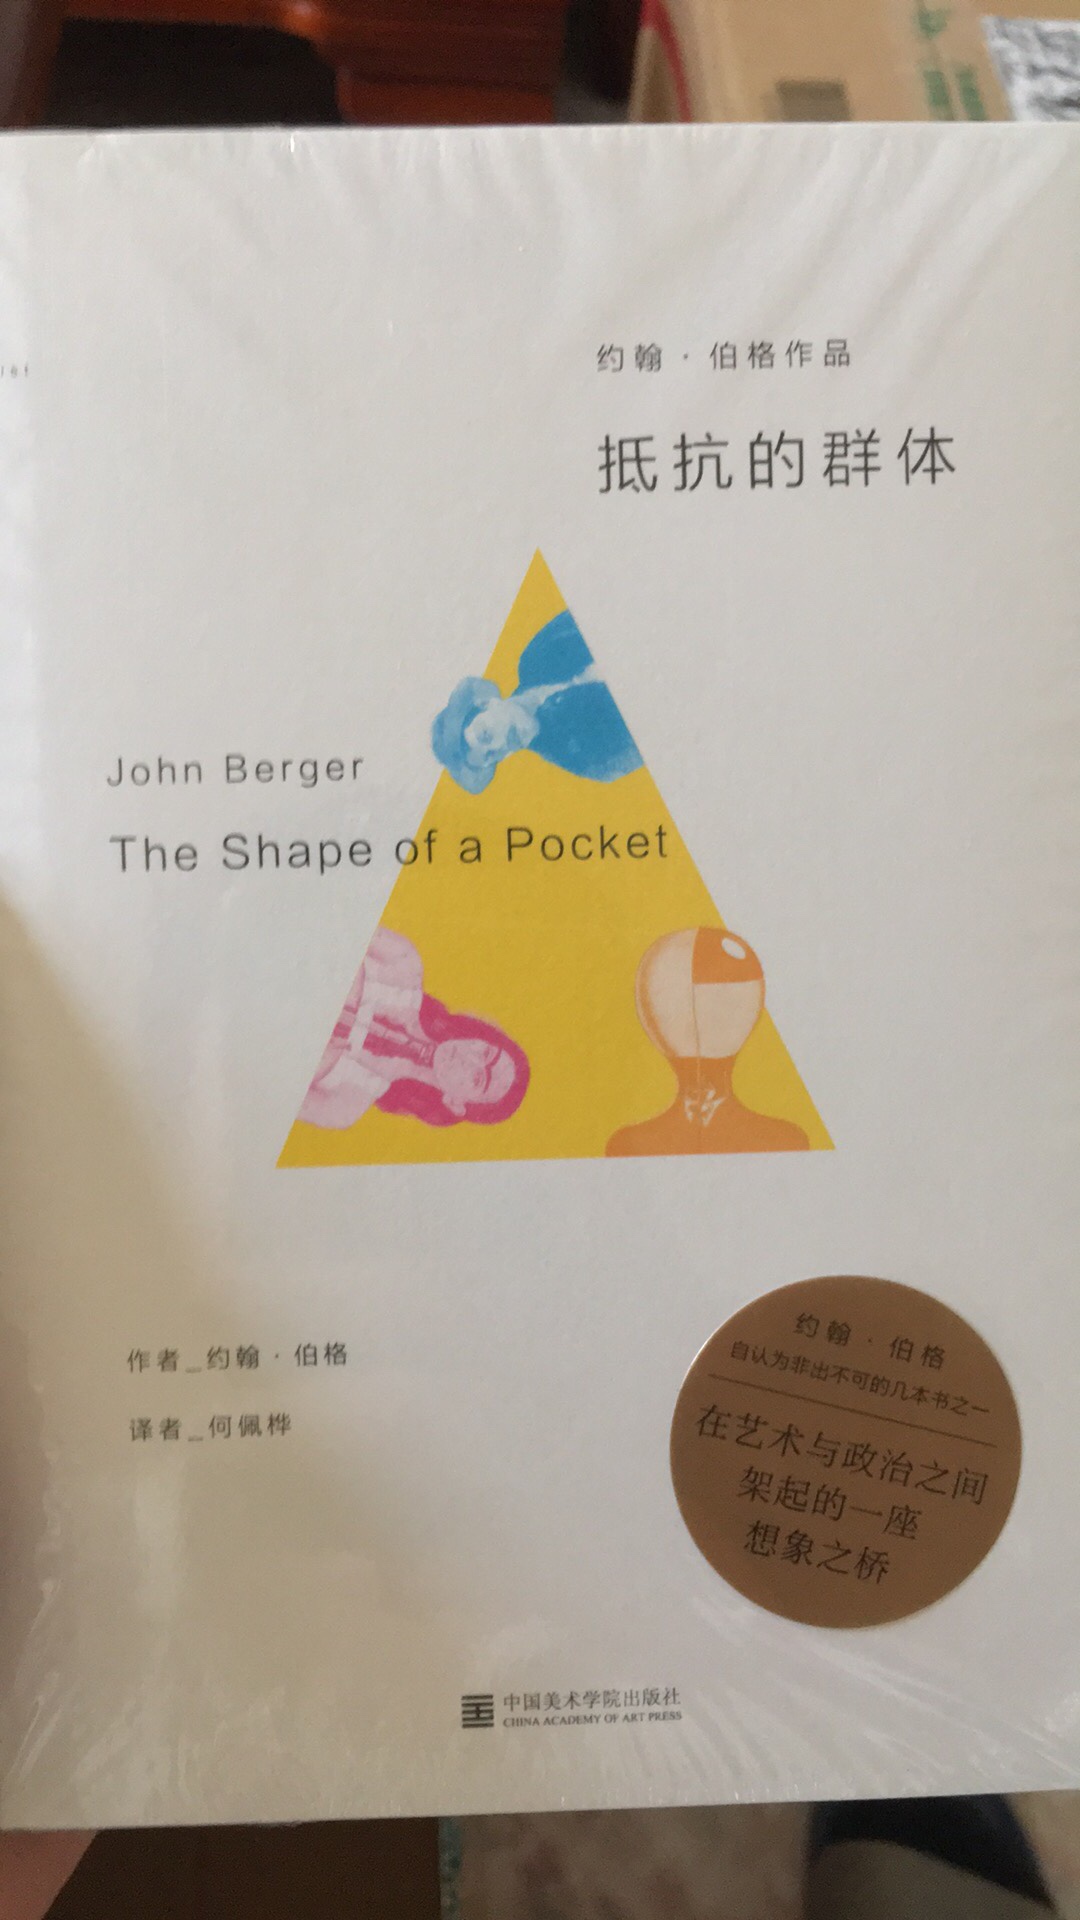 约翰·伯格作品
抵抗的群体
John Berger
The Shape of a Pocket
作者_约翰·伯格
译者_何佩桦
约翰·伯格
自认为非出不可的几本书之一
在艺术与政治之间
架起的一座
想象之桥
中国美术学院出版社
CHINA ACADEMY OF ART PRESS